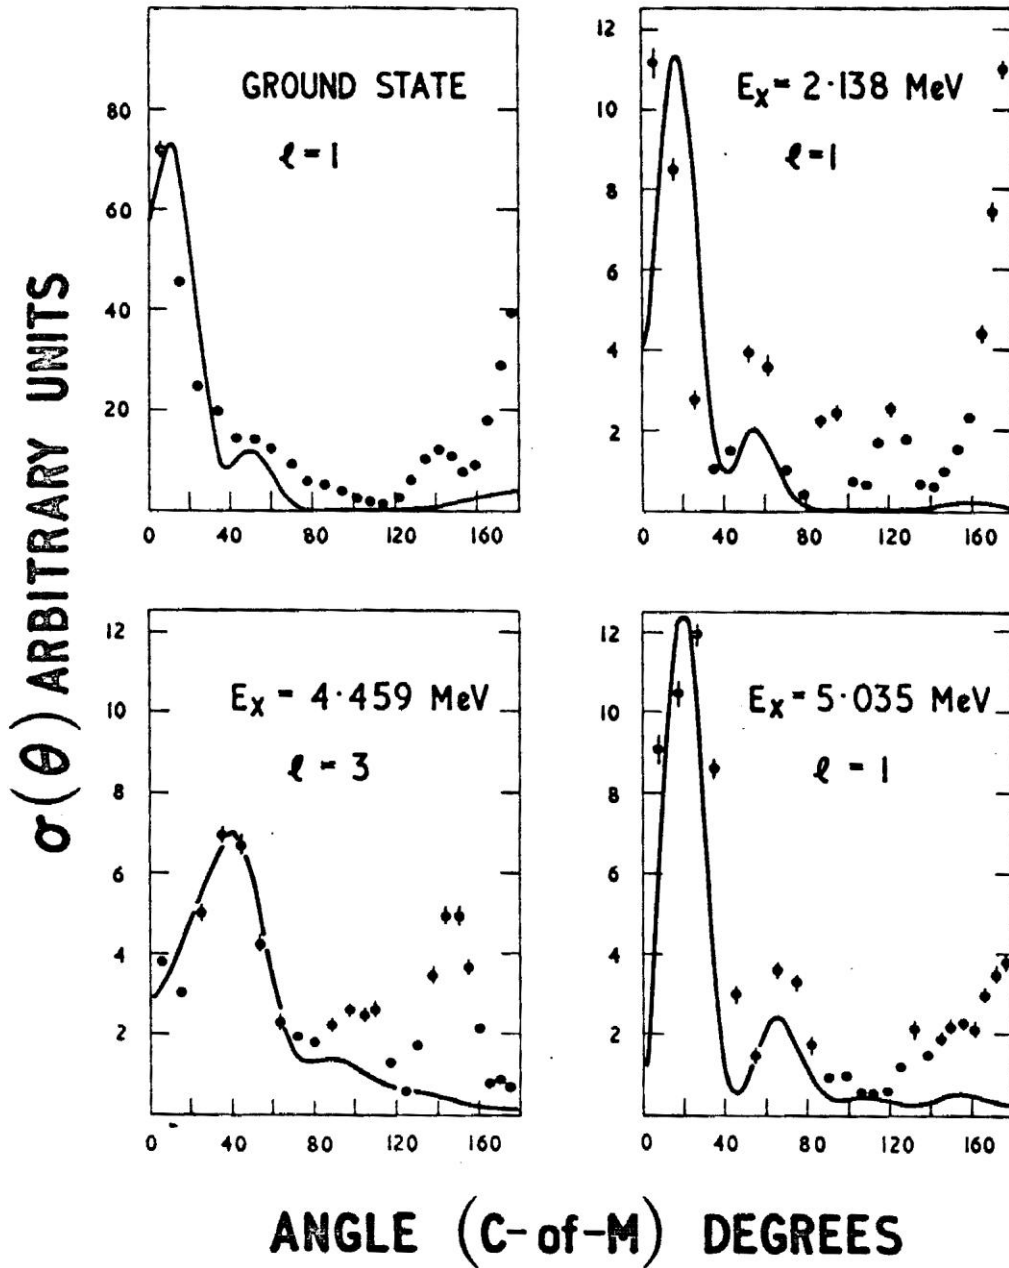 σ(θ) ARBITRARY UNITS
GROUND STATE
ℓ = 1
80
60
40
20
0 40 80 120 160
Eₓ = 2·138 MeV
ℓ = 1
12
10
8
6
4
2
0 40 80 120 160
Eₓ = 4·459 MeV
ℓ = 3
12
10
8
6
4
2
0 40 80 120 160
Eₓ = 5·035 MeV
ℓ = 1
12
10
8
6
4
2
0 40 80 120 160
ANGLE (C-of-M) DEGREES